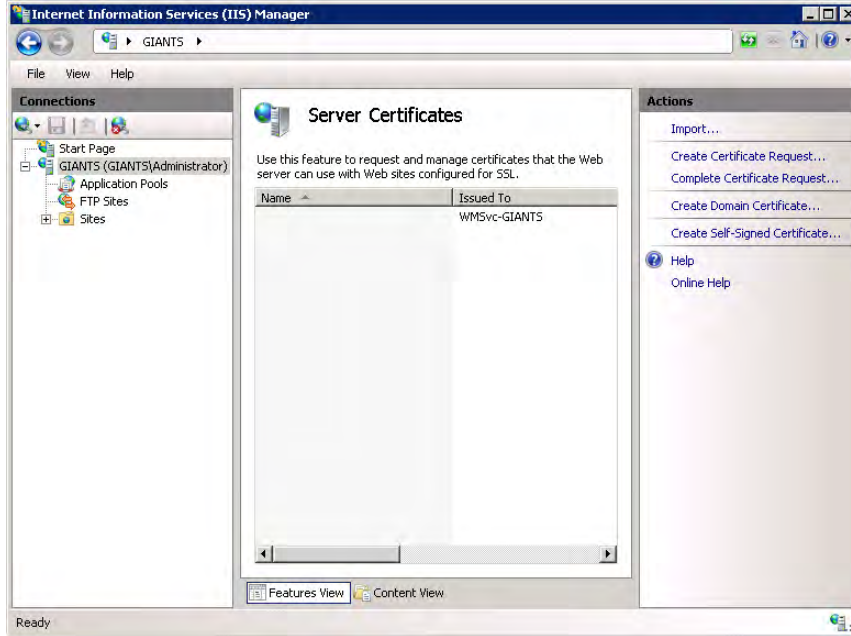 Internet Information Services (IIS) Manager
GIANTS
File View Help
Connections
Start Page
GIANTS (GIANTS\Administrator)
Application Pools
FTP Sites
Sites
Server Certificates
Use this feature to request and manage certificates that the Web
server can use with Web sites configured for SSL.
Name Issued To
WMSvc-GIANTS
Features View Content View
Actions
Import...
Create Certificate Request...
Complete Certificate Request...
Create Domain Certificate...
Create Self-Signed Certificate...
Help
Online Help
Ready